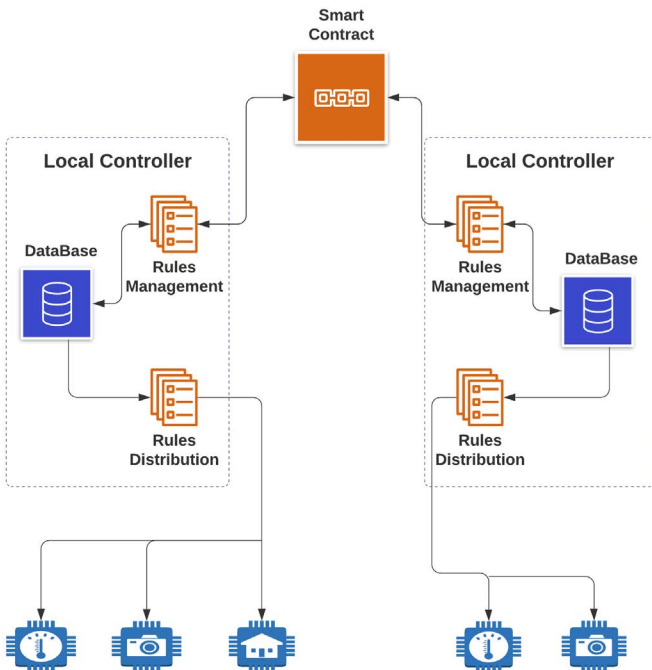 Smart
Contract
Local Controller
DataBase
Rules
Management
Rules
Distribution
Local Controller
Rules
Management
DataBase
Rules
Distribution